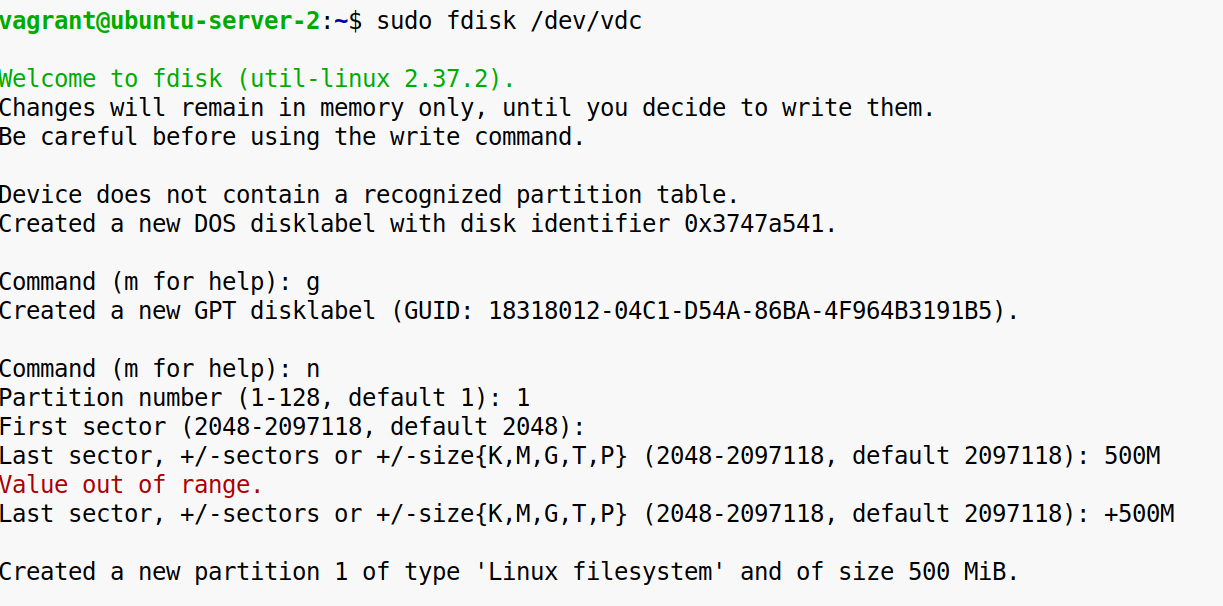 vagrant@ubuntu-server-2:~$ sudo fdisk /dev/vdc
Welcome to fdisk (util-linux 2.37.2).
Changes will remain in memory only, until you decide to write them.
Be careful before using the write command.
Device does not contain a recognized partition table.
Created a new DOS disklabel with disk identifier 0x3747a541.
Command (m for help): g
Created a new GPT disklabel (GUID: 18318012-04C1-D54A-86BA-4F964B3191B5).
Command (m for help): n
Partition number (1-128, default 1): 1
First sector (2048-2097118, default 2048):
Last sector, +/-sectors or +/-size{K,M,G,T,P} (2048-2097118, default 2097118): 500M
Value out of range.
Last sector, +/-sectors or +/-size{K,M,G,T,P} (2048-2097118, default 2097118): +500M
Created a new partition 1 of type 'Linux filesystem' and of size 500 MiB.